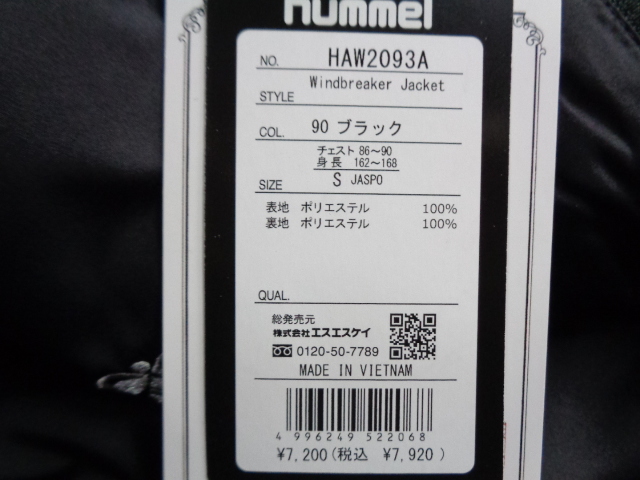 hummel
NO. HAW2093A
Windbreaker Jacket
STYLE
COL. 90 ブラック
チェスト 86～90
身長 162～168
SIZE S JASPO
表地 ポリエステル 100%
裏地 ポリエステル 100%
QUAL.
総発売元
株式会社エスエスケイ
0120-50-7789
MADE IN VIETNAM
4 996249 522068
¥7,200(税込 ¥7,920)